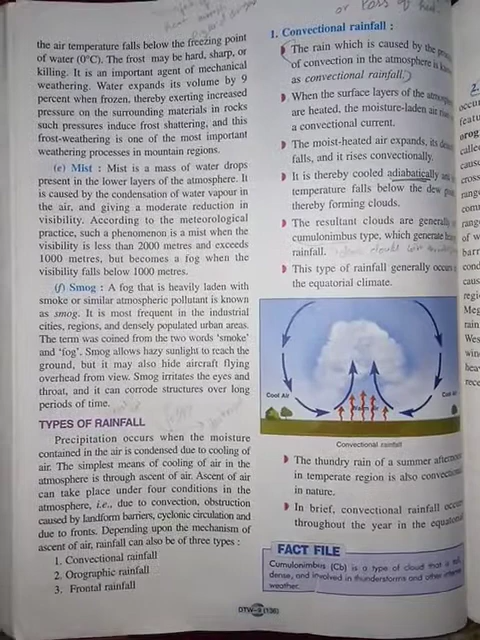 the air temperature falls below the freezing point
of water (0°C). The frost may be hard, sharp, or
killing. It is an important agent of mechanical
weathering. Water expands its volume by 9
percent when frozen, thereby exerting increased
pressure on the surrounding materials in rocks
such pressures induce frost shattering, and this
frost-weathering is one of the most important
weathering processes in mountain regions.
(e) Mist : Mist is a mass of water drops
present in the lower layers of the atmosphere. It
is caused by the condensation of water vapour in
the air, and giving a moderate reduction in
visibility. According to the meteorological
practice, such a phenomenon is a mist when the
visibility is less than 2000 metres and exceeds
1000 metres, but becomes a fog when the
visibility falls below 1000 metres.
(f) Smog : A fog that is heavily laden with
smoke or similar atmospheric pollutant is known
as smog. It is most frequent in the industrial
cities, regions, and densely populated urban areas.
The term was coined from the two words 'smoke'
and 'fog'. Smog allows hazy sunlight to reach the
ground, but it may also hide aircraft flying
overhead from view. Smog irritates the eyes and
throat, and it can corrode structures over long
periods of time.
TYPES OF RAINFALL
Precipitation occurs when the moisture
contained in the air is condensed due to cooling of
air. The simplest means of cooling of air in the
atmosphere is through ascent of air. Ascent of air
can take place under four conditions in the
atmosphere, i.e., due to convection, obstruction
caused by landform barriers, cyclonic circulation and
due to fronts. Depending upon the mechanism of
ascent of air, rainfall can also be of three types :
1. Convectional rainfall
2. Orographic rainfall
3. Frontal rainfall
or loss of
1. Convectional rainfall :
The rain which is caused by the
of convection in the atmosphere is
as convectional rainfall.
When the surface layers of the
are heated, the moisture-laden air
a convectional current.
The moist-heated air expands, its
falls, and it rises convectionally.
It is thereby cooled adiabatically
temperature falls below the dew
thereby forming clouds.
The resultant clouds are generally
cumulonimbus type, which generate
rainfall.
This type of rainfall generally occurs
the equatorial climate.
Cool Air
Cool
Convectional rainfall
The thundry rain of a summer
in temperate region is also
in nature.
In brief, convectional rainfall
throughout the year in the
FACT FILE
Cumulonimbus (Cb) is a type of cloud that is
dense, and involved in thunderstorms and other
weather.
DTW-9 (136)
2.